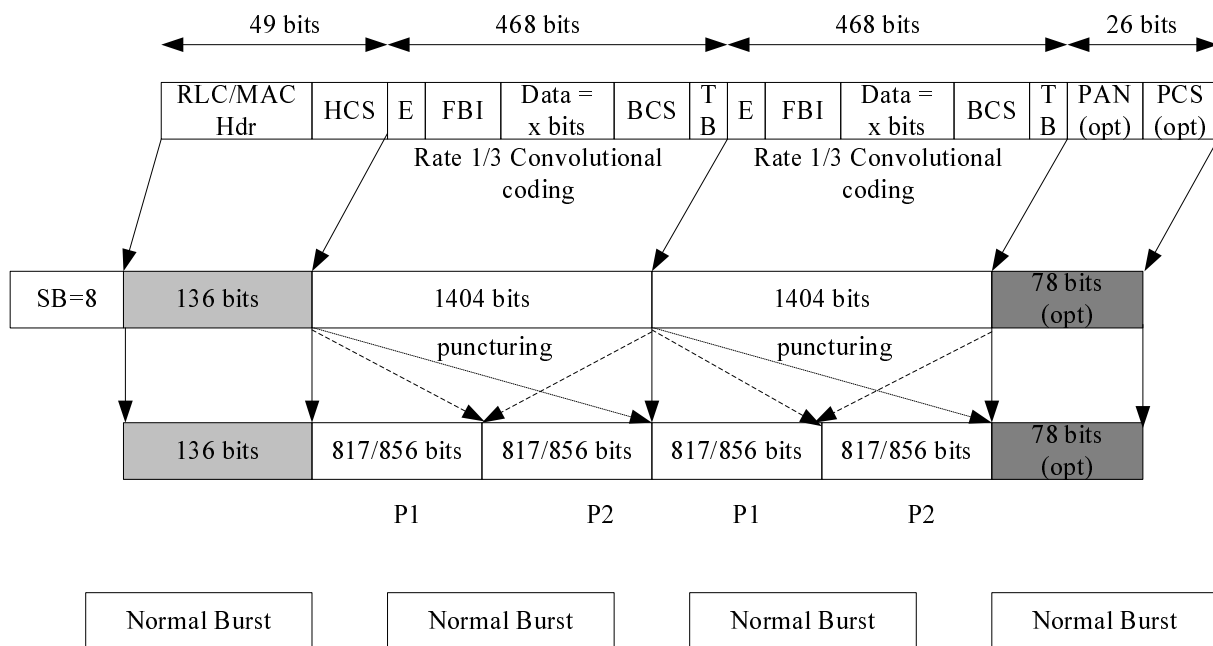 49 bits
468 bits
468 bits
26 bits
RLC/MAC
Hdr
HCS
E
FBI
Data =
x bits
BCS
T
B
E
FBI
Data =
x bits
BCS
T
B
PAN
(opt)
PCS
(opt)
Rate 1/3 Convolutional
coding
Rate 1/3 Convolutional
coding
SB=8
136 bits
1404 bits
1404 bits
78 bits
(opt)
puncturing
puncturing
136 bits
817/856 bits
817/856 bits
817/856 bits
817/856 bits
78 bits
(opt)
P1
P2
P1
P2
Normal Burst
Normal Burst
Normal Burst
Normal Burst